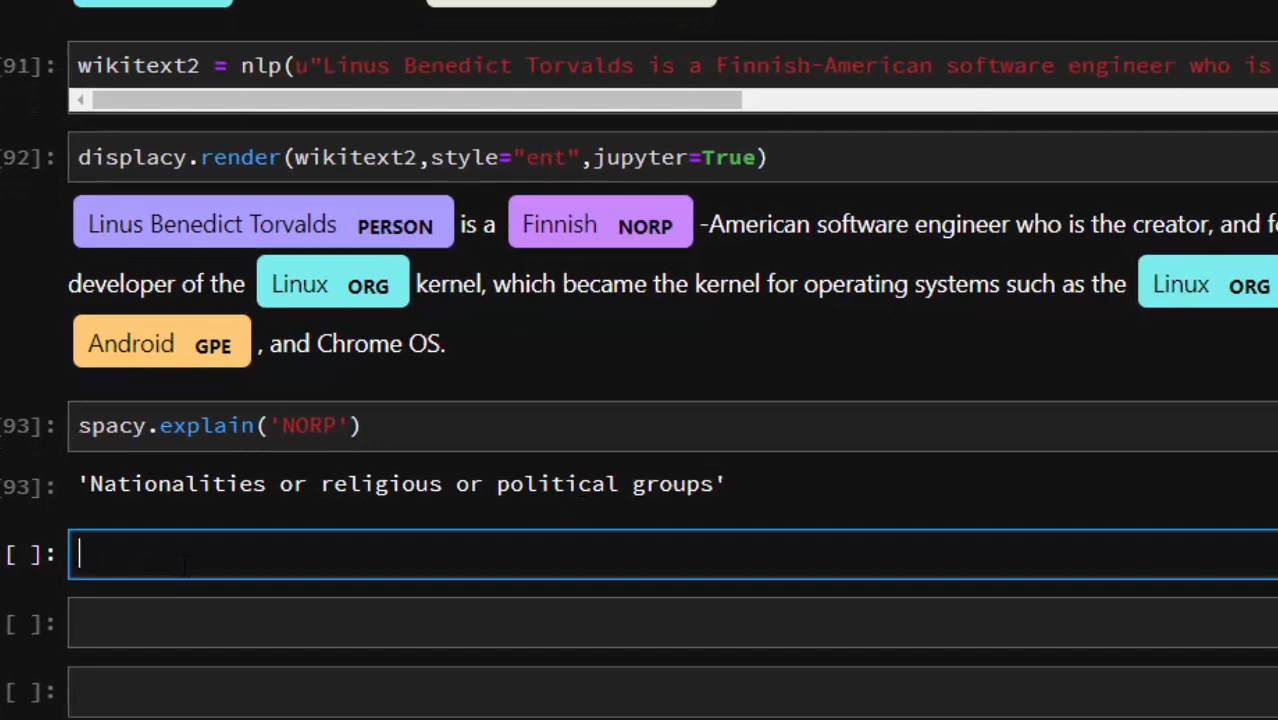 [91]: wikitext2 = nlp(u"Linus Benedict Torvalds is a Finnish-American software engineer who is
[92]: displacy.render(wikitext2,style="ent",jupyter=True)
Linus Benedict Torvalds PERSON is a Finnish NORP -American software engineer who is the creator, and
developer of the Linux ORG kernel, which became the kernel for operating systems such as the Linux ORG
Android GPE , and Chrome OS.
[93]: spacy.explain('NORP')
[93]: 'Nationalities or religious or political groups'
[ ]:
[ ]:
[ ]: